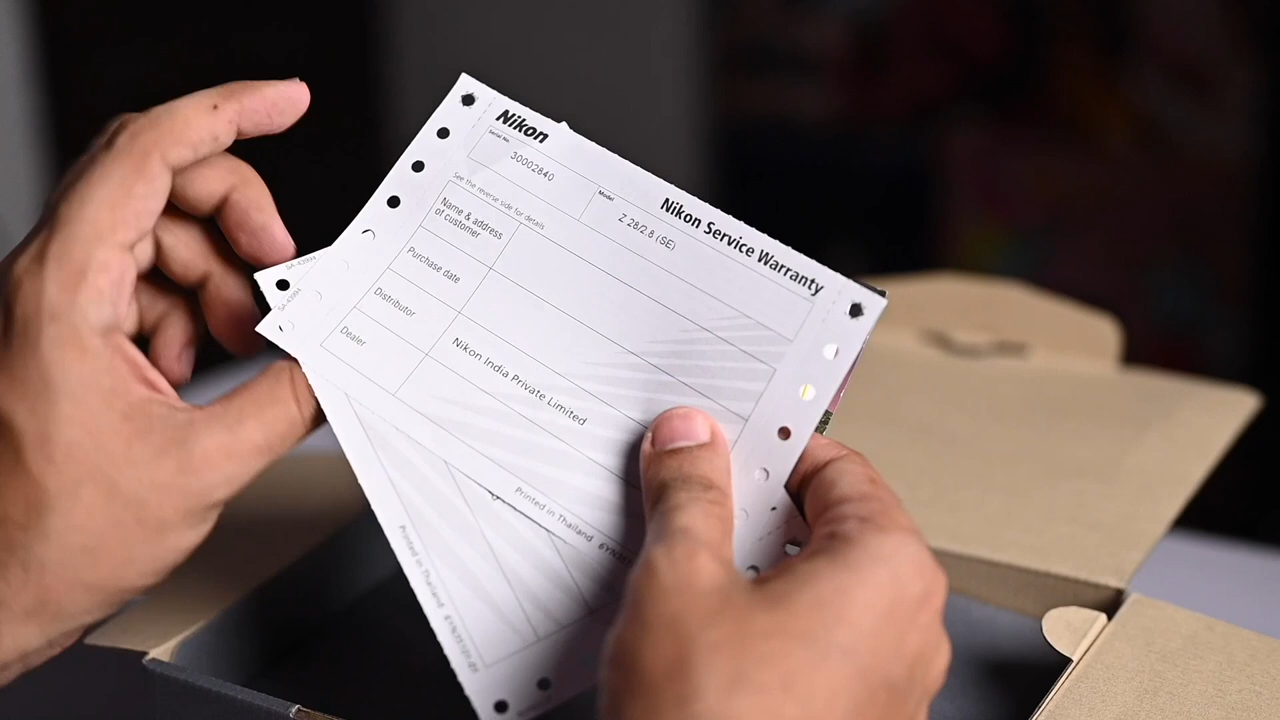 Nikon
Nikon Service Warranty
Serial No.
30002840
Model
Z 28/2.8 (SE)
See the reverse side for details
Name & address
of customer
Purchase date
Distributor
Nikon India Private Limited
Dealer
Printed in Thailand
Printed in Thailand